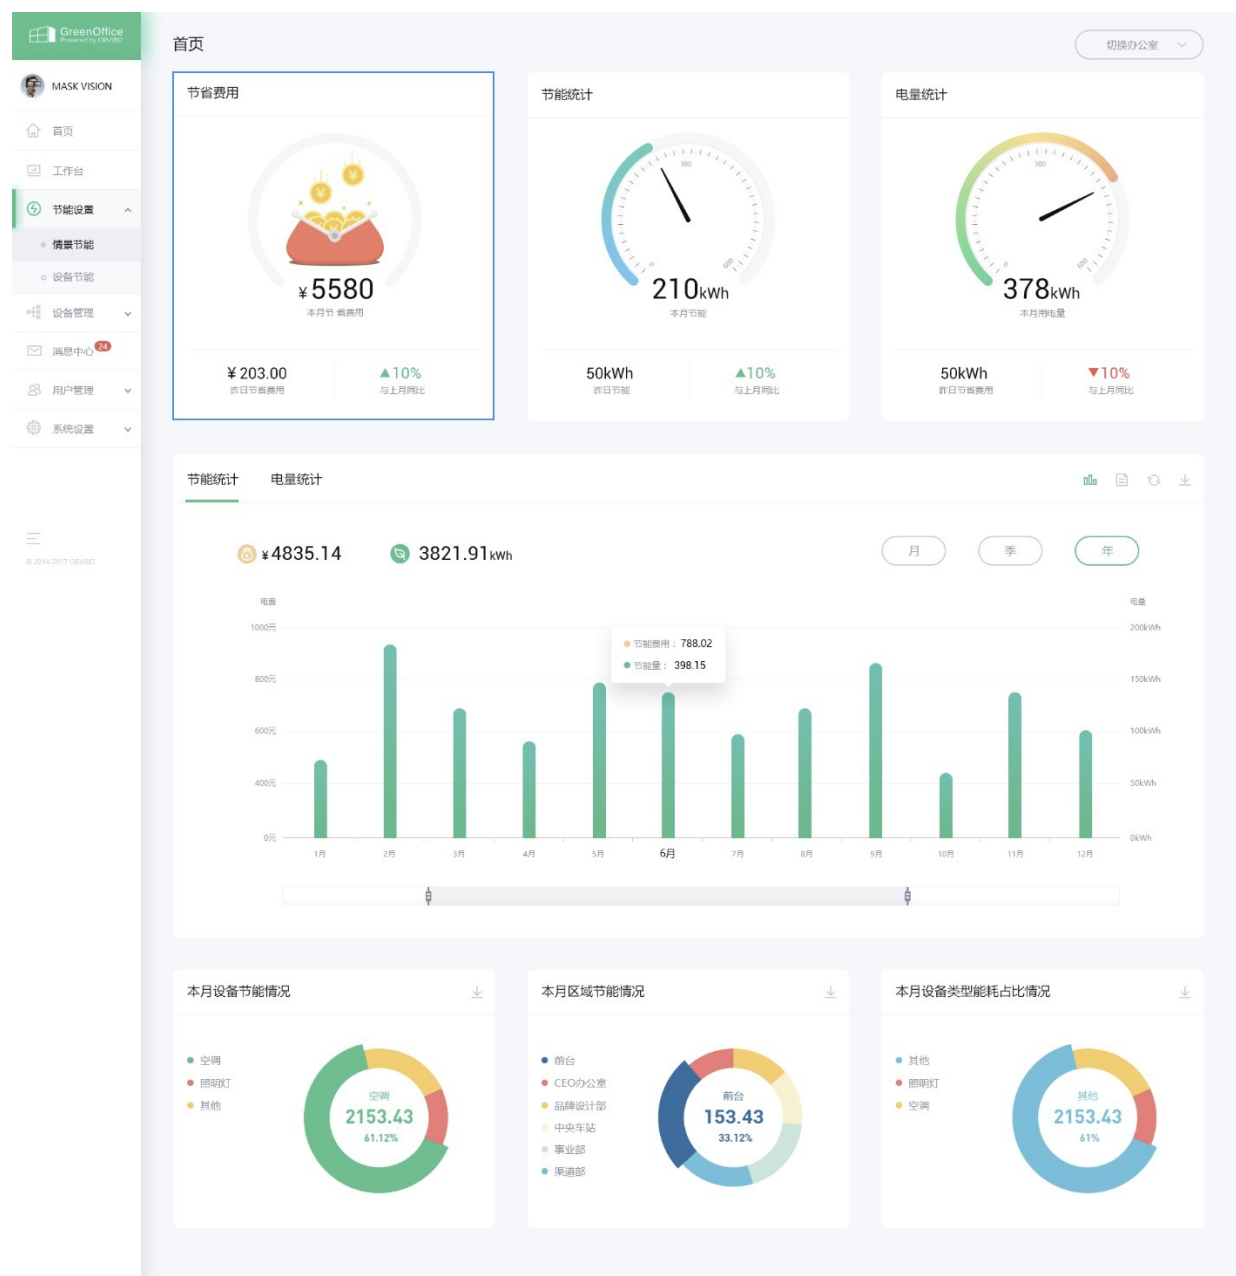 GreenOffice
Powered by ORVIBO
MASK VISION
首页
工作台
节能设置
情景节能
设备节能
设备管理
消息中心 24
用户管理
系统设置
© 2014-2017 ORVIBO
首页
切换办公室
节省费用
¥ 5580
本月节 省费用
¥ 203.00
昨日节省费用
▲10%
与上月同比
节能统计
300
0
600
210kWh
本月节能
50kWh
昨日节能
▲10%
与上月同比
电量统计
300
0
600
378kWh
本月用电量
50kWh
昨日节省费用
▼10%
与上月同比
节能统计 电量统计
¥ 4835.14 3821.91kWh
月 季 年
电费 电量
1000元 200kWh
800元 150kWh
600元 100kWh
400元 50kWh
0元 0kWh
节能费用： 788.02
节能量： 398.15
1月 2月 3月 4月 5月 6月 7月 8月 9月 10月 11月 12月
本月设备节能情况
空调
照明灯
其他
空调
2153.43
61.12%
本月区域节能情况
前台
CEO办公室
品牌设计部
中央车站
事业部
渠道部
前台
153.43
33.12%
本月设备类型能耗占比情况
其他
照明灯
空调
其他
2153.43
61%